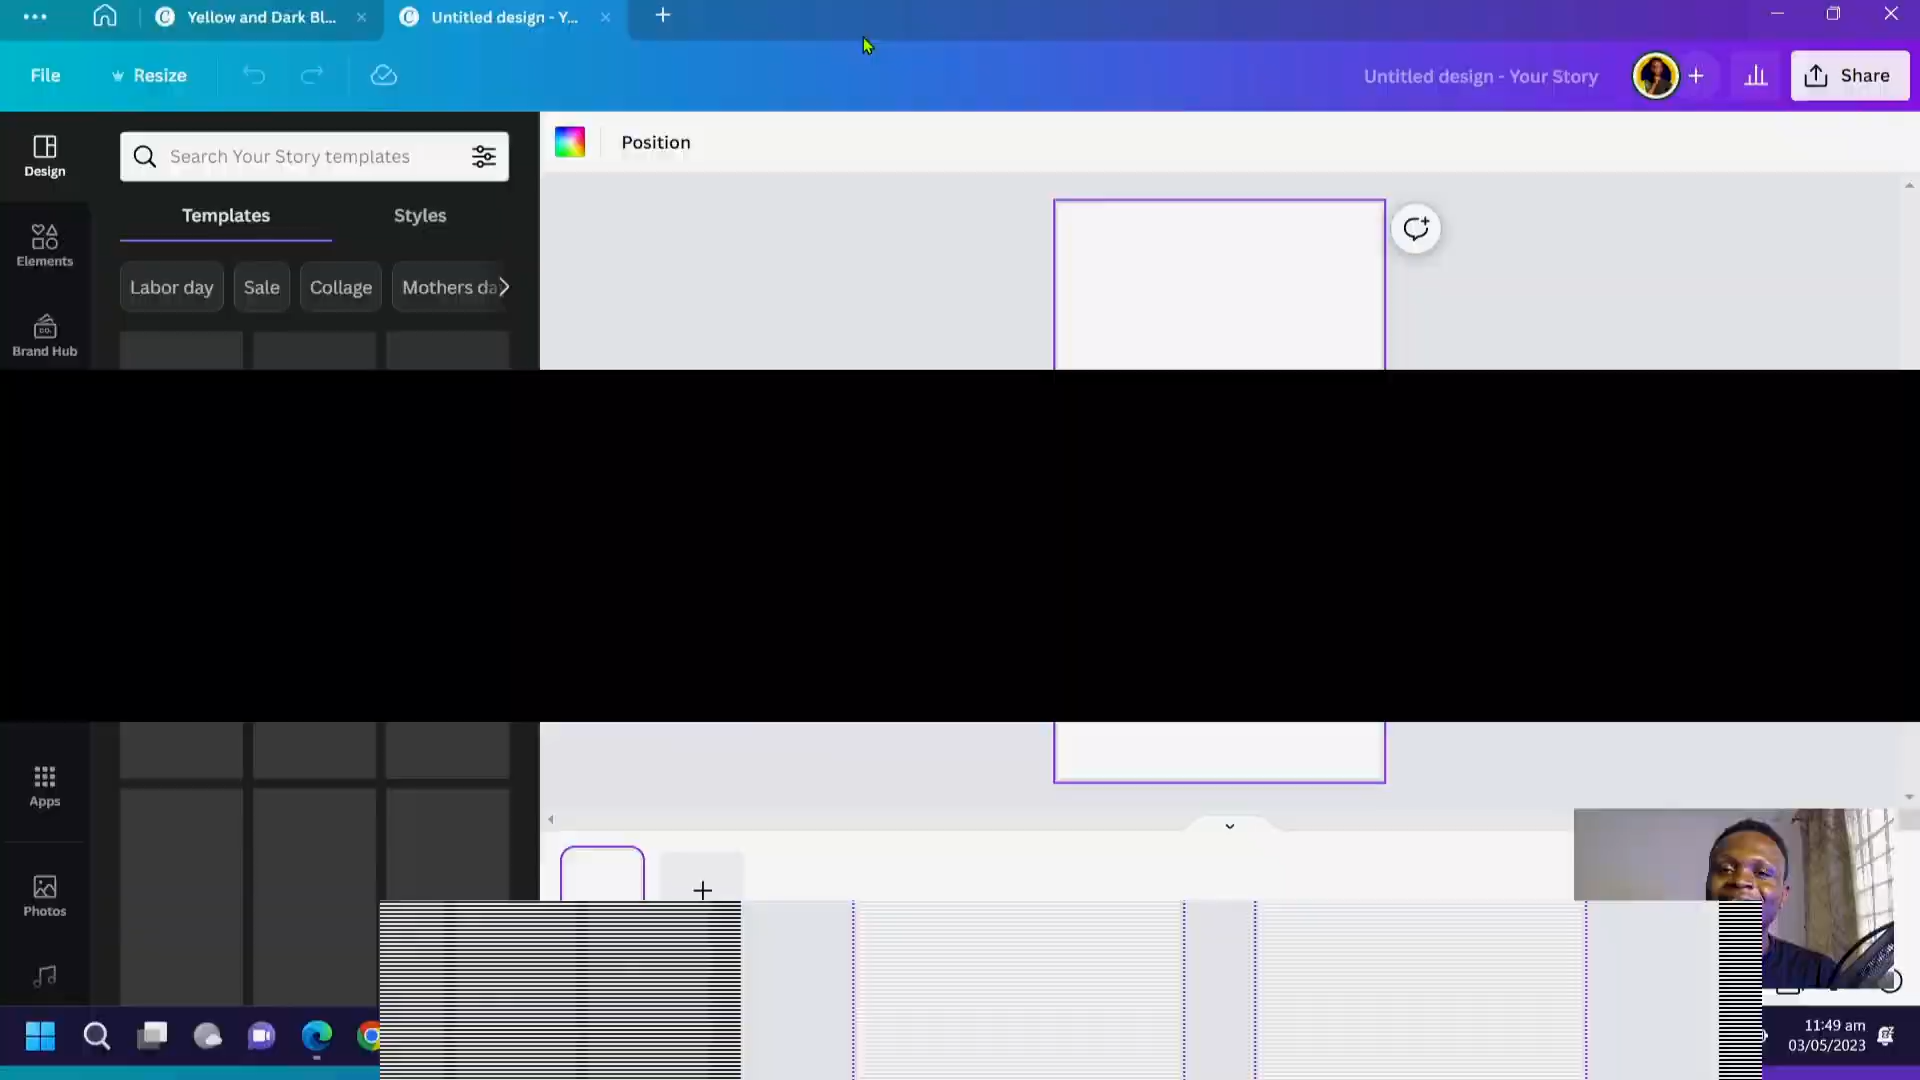 Yellow and Dark Bl...
Untitled design - Y...
File
Resize
Untitled design - Your Story
Share
Design
Search Your Story templates
Position
Templates
Styles
Elements
Labor day
Sale
Collage
Mothers da
Brand Hub
CO.
Apps
Photos
11:49 am
03/05/2023